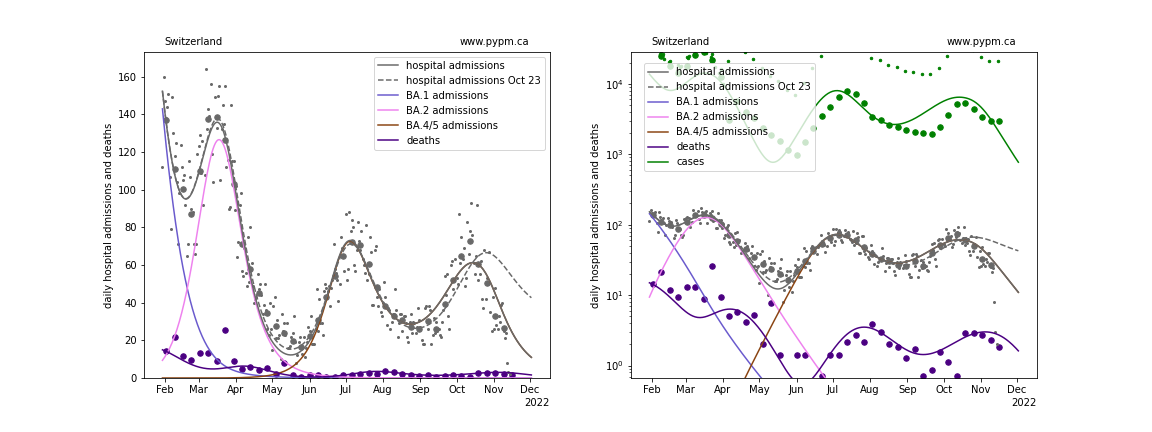 Switzerland
www.pypm.ca
daily hospital admissions and deaths
160
140
120
100
80
60
40
20
0
hospital admissions
hospital admissions Oct 23
BA.1 admissions
BA.2 admissions
BA.4/5 admissions
deaths
Feb Mar Apr May Jun Jul Aug Sep Oct Nov Dec
2022
Switzerland
www.pypm.ca
daily hospital admissions and deaths
10⁴
10³
10²
10¹
10⁰
hospital admissions
hospital admissions Oct 23
BA.1 admissions
BA.2 admissions
BA.4/5 admissions
deaths
cases
Feb Mar Apr May Jun Jul Aug Sep Oct Nov Dec
2022